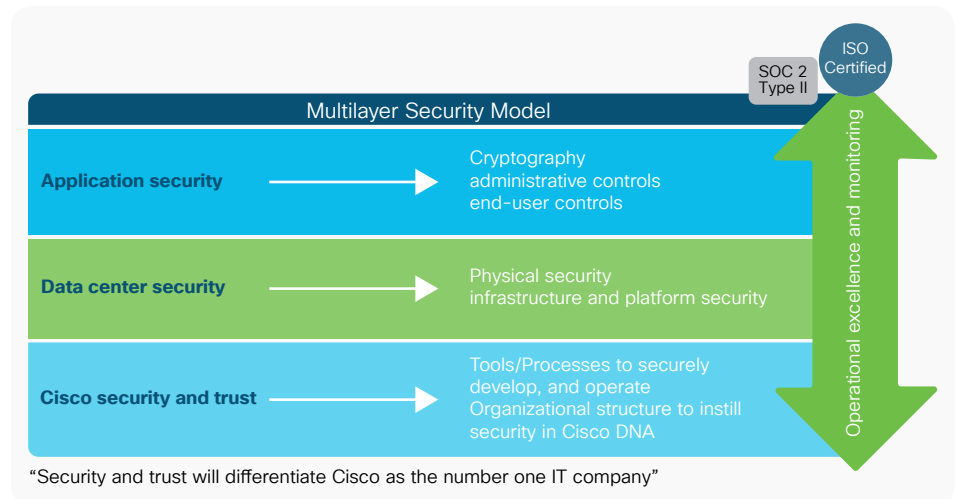 ISO
Certified
SOC 2
Type II
Multilayer Security Model
Application security
Cryptography
administrative controls
end-user controls
Data center security
Physical security
infrastructure and platform security
Cisco security and trust
Tools/Processes to securely
develop, and operate
Organizational structure to instill
security in Cisco DNA
Operational excellence and monitoring
“Security and trust will differentiate Cisco as the number one IT company”